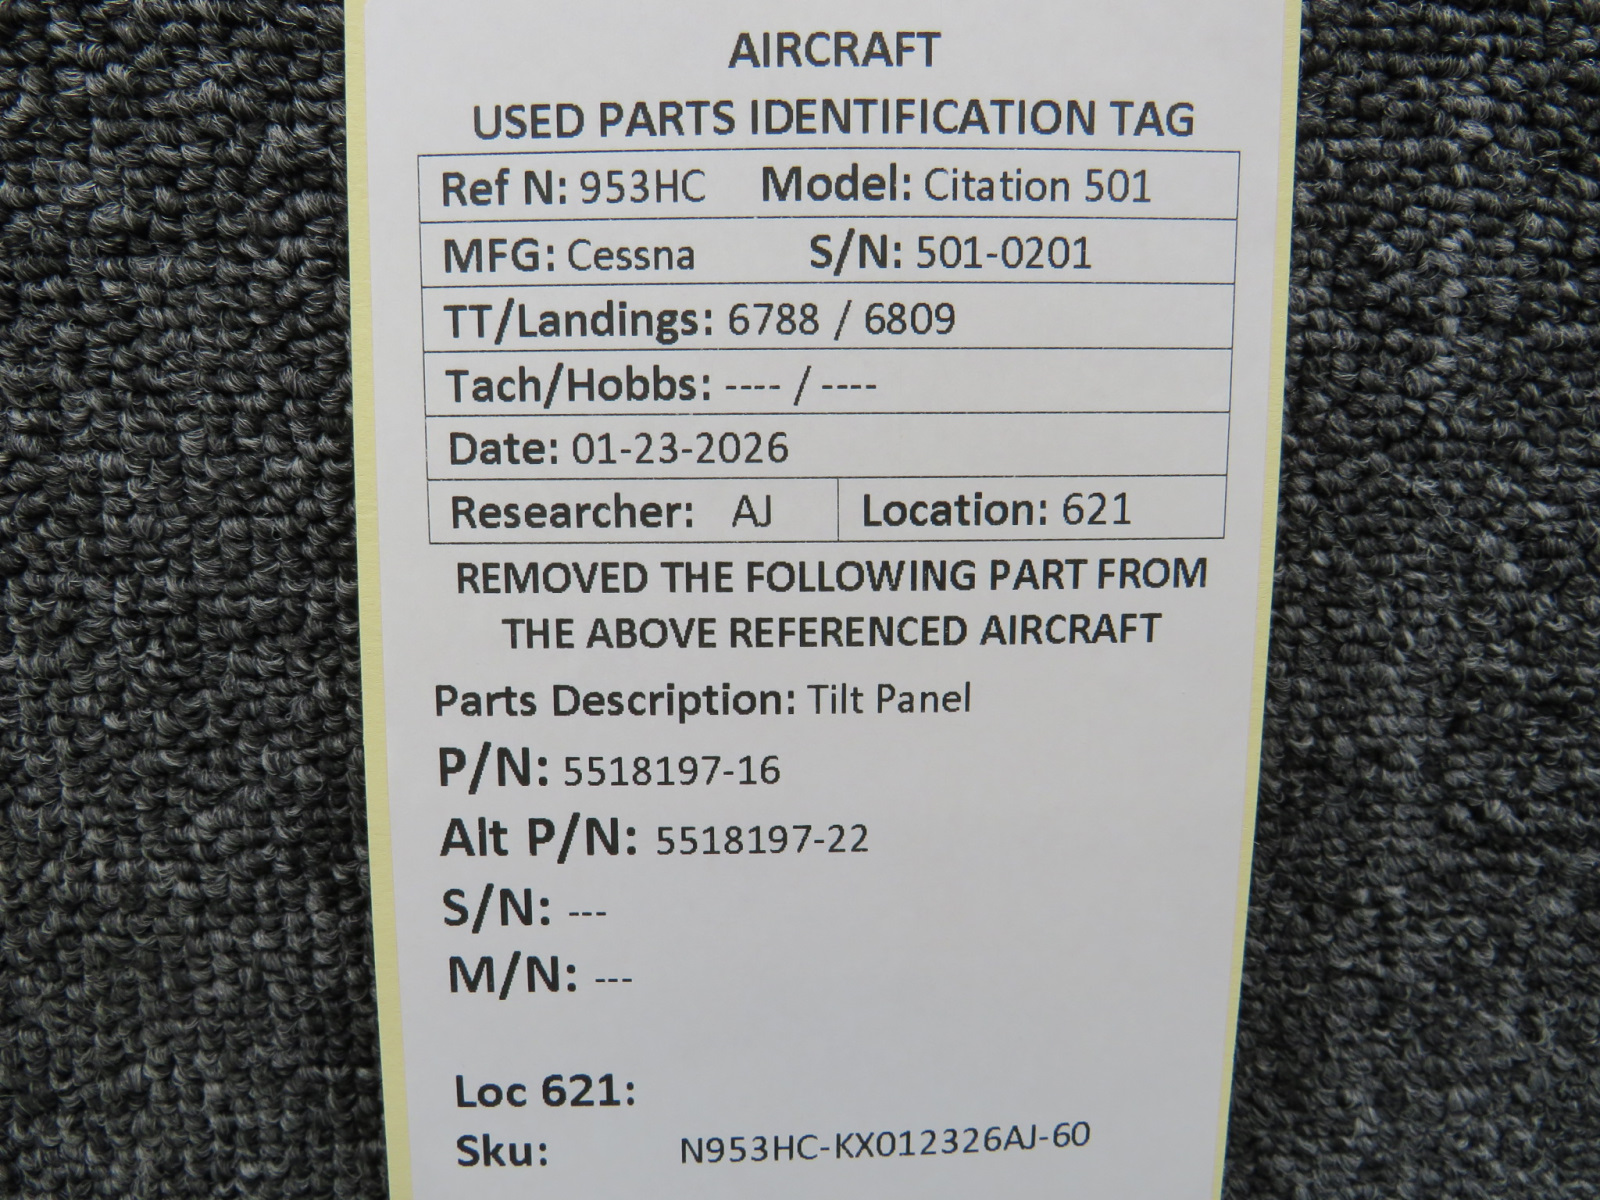 AIRCRAFT
USED PARTS IDENTIFICATION TAG
Ref N: 953HC Model: Citation 501
MFG: Cessna S/N: 501-0201
TT/Landings: 6788 / 6809
Tach/Hobbs: ---- / ----
Date: 01-23-2026
Researcher: AJ Location: 621
REMOVED THE FOLLOWING PART FROM
THE ABOVE REFERENCED AIRCRAFT
Parts Description: Tilt Panel
P/N: 5518197-16
Alt P/N: 5518197-22
S/N: ---
M/N: ---
Loc 621:
Sku: N953HC-KX012326AJ-60